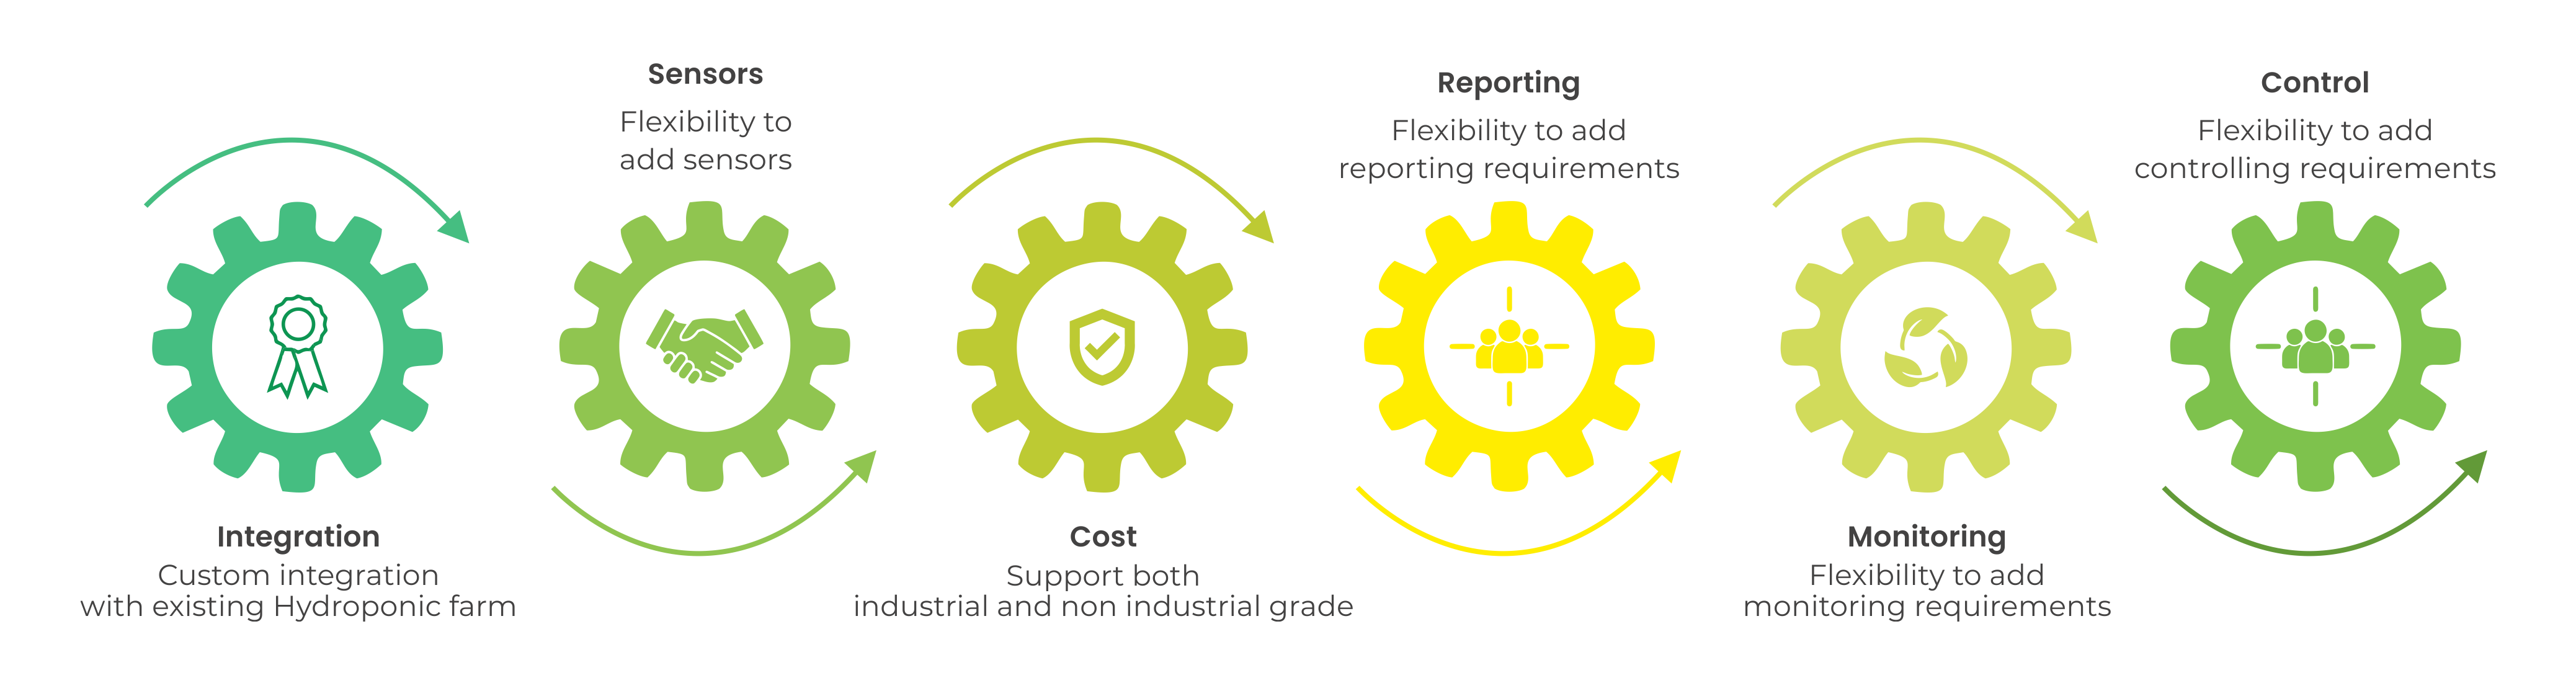 Integration
Custom integration
with existing Hydroponic farm
Sensors
Flexibility to
add sensors
Cost
Support both
industrial and non industrial grade
Reporting
Flexibility to add
reporting requirements
Monitoring
Flexibility to add
monitoring requirements
Control
Flexibility to add
controlling requirements